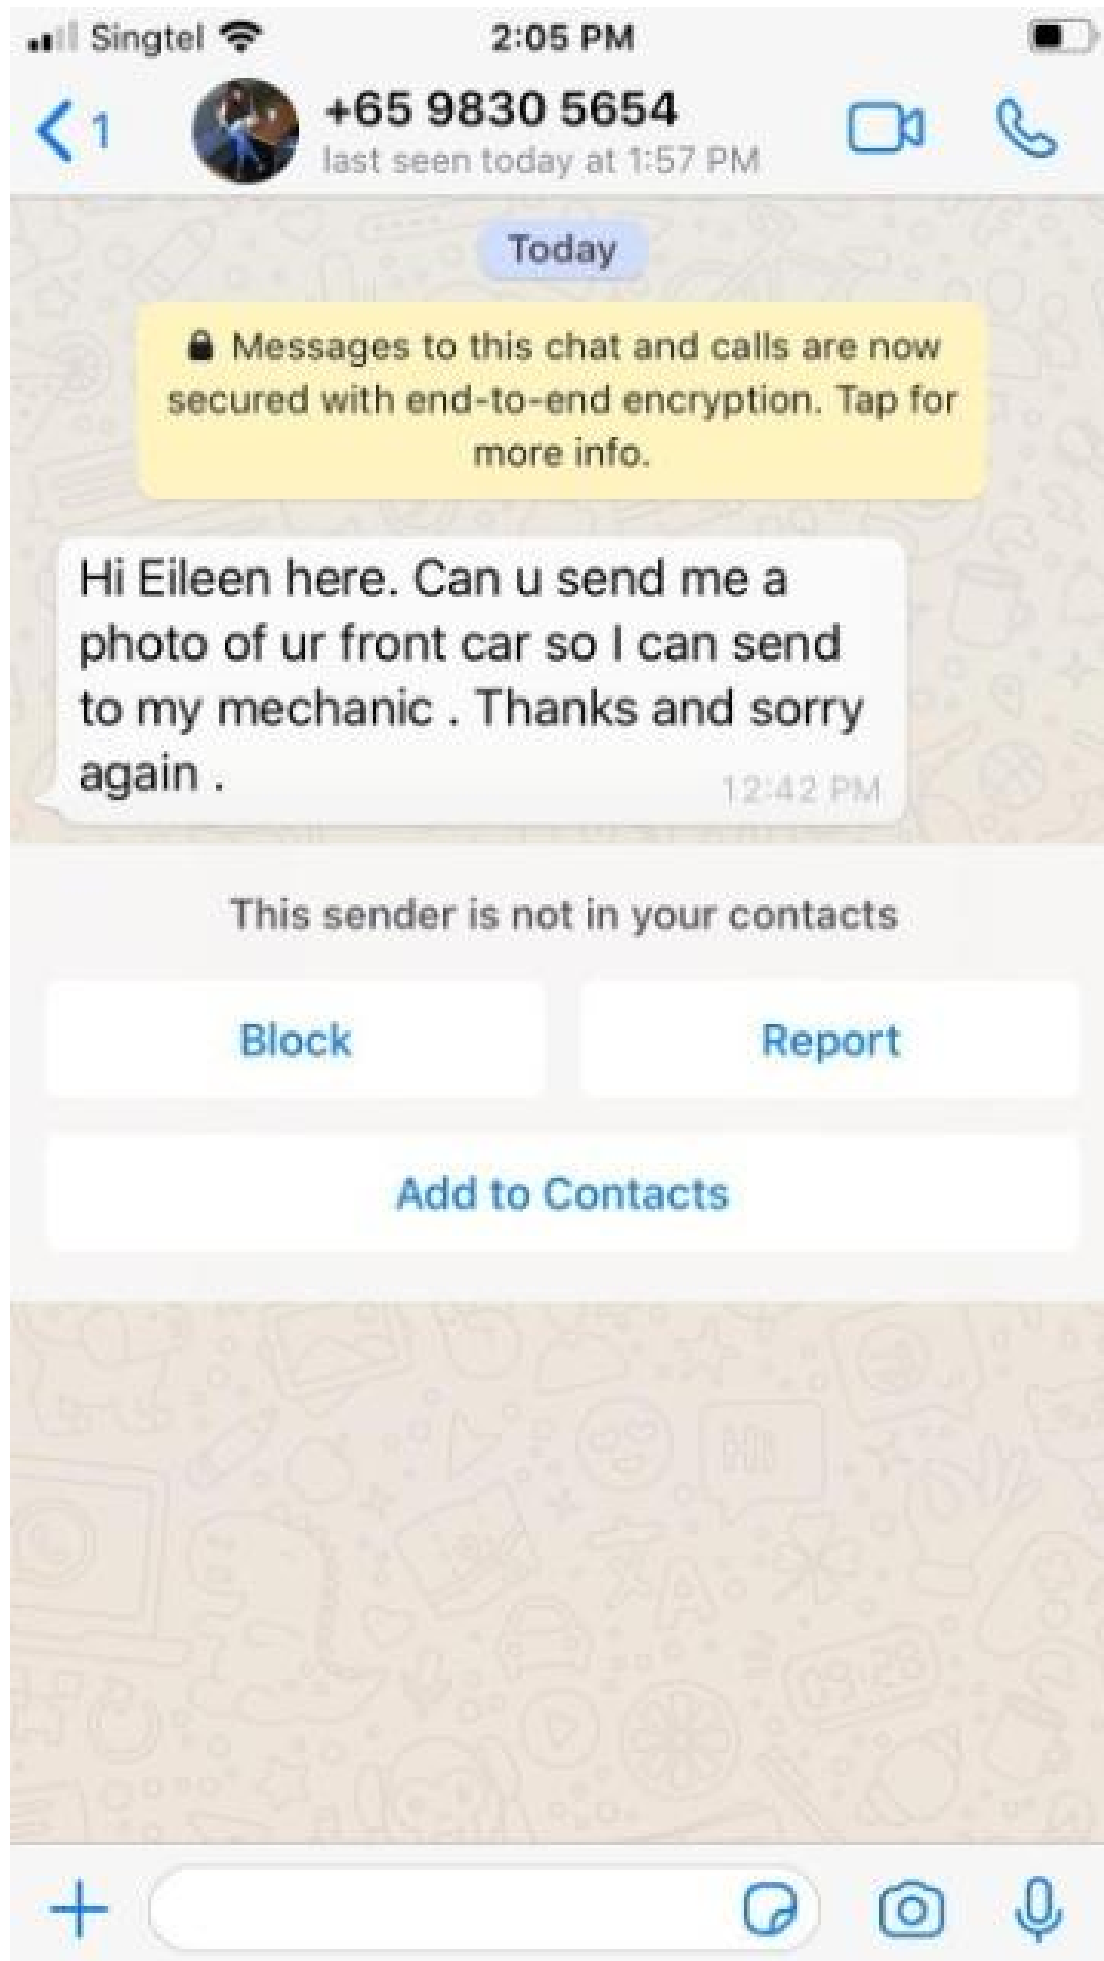 Singtel 2:05 PM
1 +65 9830 5654
last seen today at 1:57 PM
Today
Messages to this chat and calls are now
secured with end-to-end encryption. Tap for
more info.
Hi Eileen here. Can u send me a
photo of ur front car so I can send
to my mechanic . Thanks and sorry
again .
12:42 PM
This sender is not in your contacts
Block Report
Add to Contacts